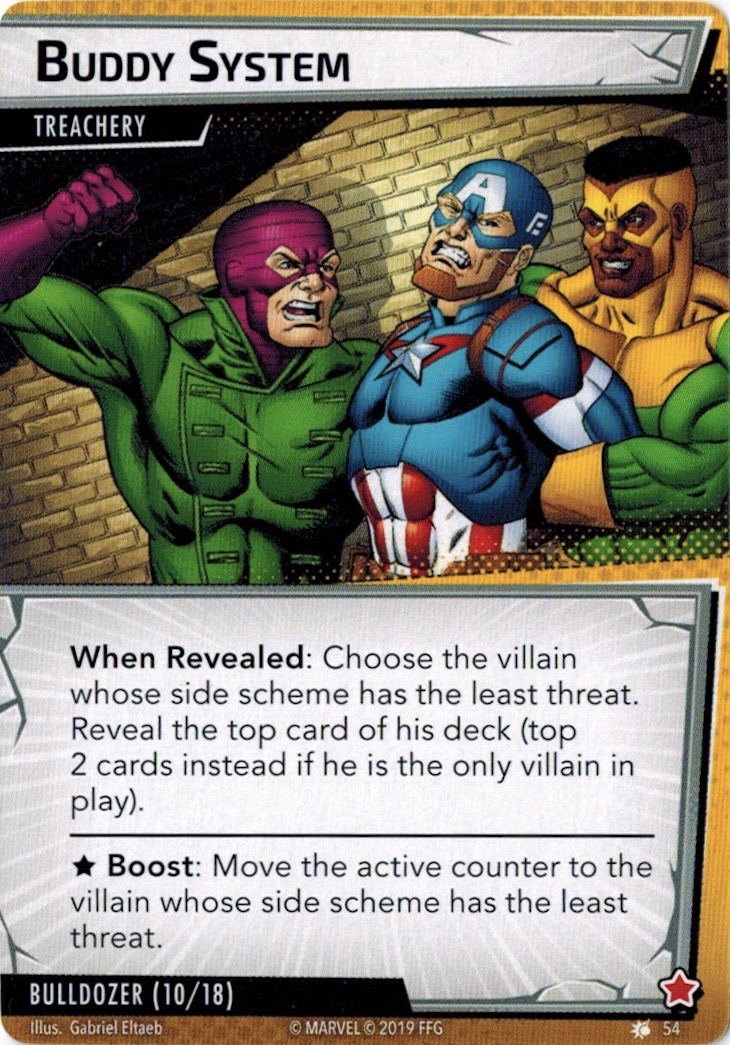 BUDDY SYSTEM
TREACHERY
A
When Revealed: Choose the villain
whose side scheme has the least threat.
Reveal the top card of his deck (top
2 cards instead if he is the only villain in
play).
★ Boost: Move the active counter to the
villain whose side scheme has the least
threat.
BULLDOZER (10/18)
Illus. Gabriel Eltaeb
© MARVEL © 2019 FFG
54